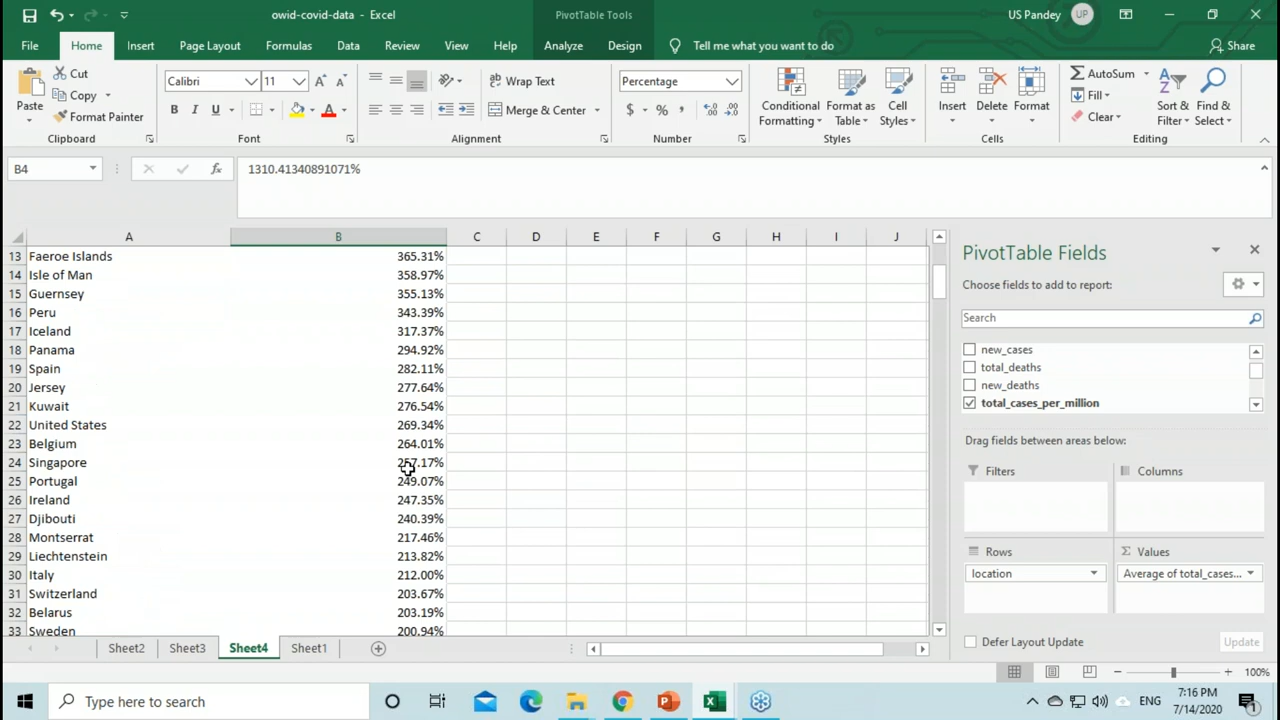 owid-covid-data - Excel
PivotTable Tools
US Pandey UP
File Home Insert Page Layout Formulas Data Review View Help Analyze Design Tell me what you want to do Share
Paste
Cut
Copy
Format Painter
Clipboard
Calibri 11
B I U
Font
Wrap Text
Merge & Center
Alignment
Percentage
$ % ,
Number
Conditional Formatting
Format as Table
Cell Styles
Styles
Insert Delete Format
Cells
AutoSum
Fill
Clear
Sort & Filter
Find & Select
Editing
B4 fx 1310.41340891071%
A B C D E F G H I J
13 Faeroe Islands 365.31%
14 Isle of Man 358.97%
15 Guernsey 355.13%
16 Peru 343.39%
17 Iceland 317.37%
18 Panama 294.92%
19 Spain 282.11%
20 Jersey 277.64%
21 Kuwait 276.54%
22 United States 269.34%
23 Belgium 264.01%
24 Singapore 257.17%
25 Portugal 249.07%
26 Ireland 247.35%
27 Djibouti 240.39%
28 Montserrat 217.46%
29 Liechtenstein 213.82%
30 Italy 212.00%
31 Switzerland 203.67%
32 Belarus 203.19%
33 Sweden 200.94%
PivotTable Fields
Choose fields to add to report:
Search
new_cases
total_deaths
new_deaths
total_cases_per_million
Drag fields between areas below:
Filters
Columns
Rows
Σ Values
location
Average of total_cases...
Defer Layout Update
Update
Sheet2 Sheet3 Sheet4 Sheet1
100%
Type here to search
ENG
7:16 PM
7/14/2020
1